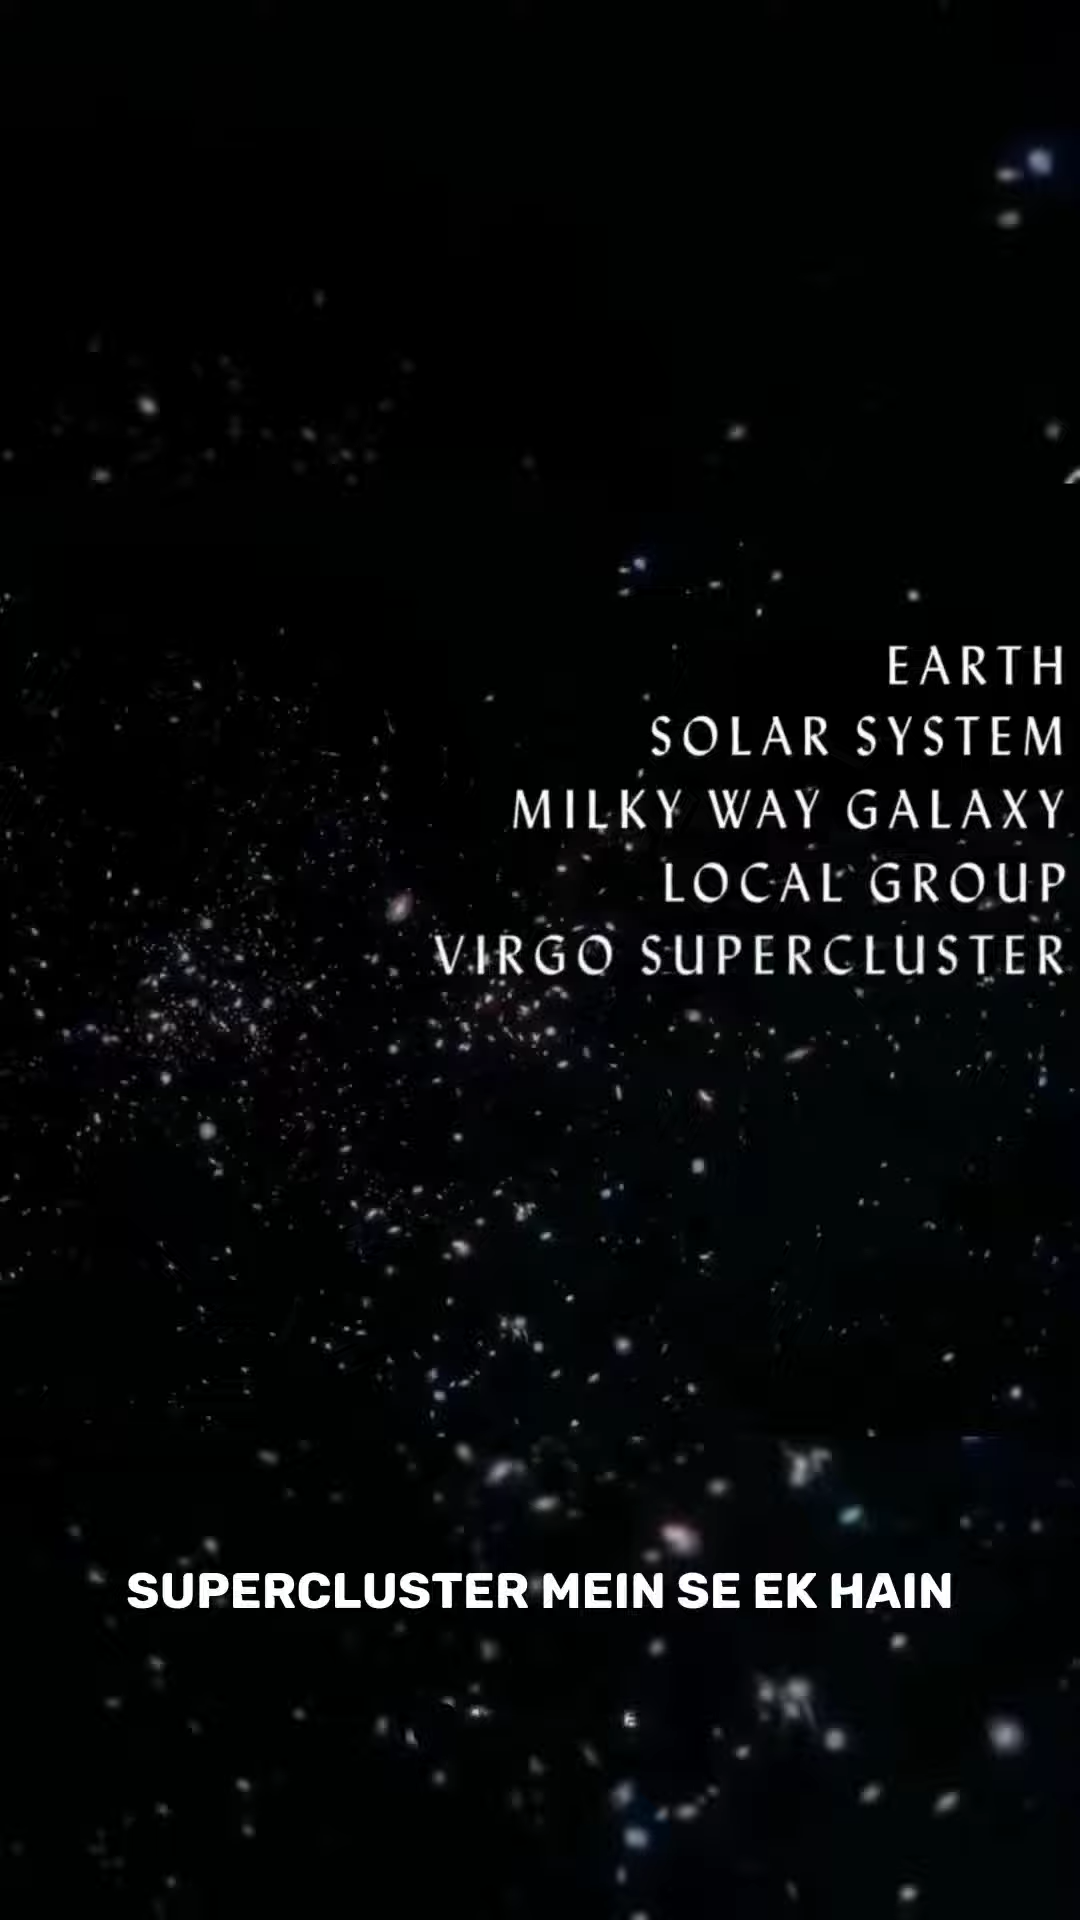 EARTH
SOLAR SYSTEM
MILKY WAY GALAXY
LOCAL GROUP
VIRGO SUPERCLUSTER
SUPERCLUSTER MEIN SE EK HAIN
E